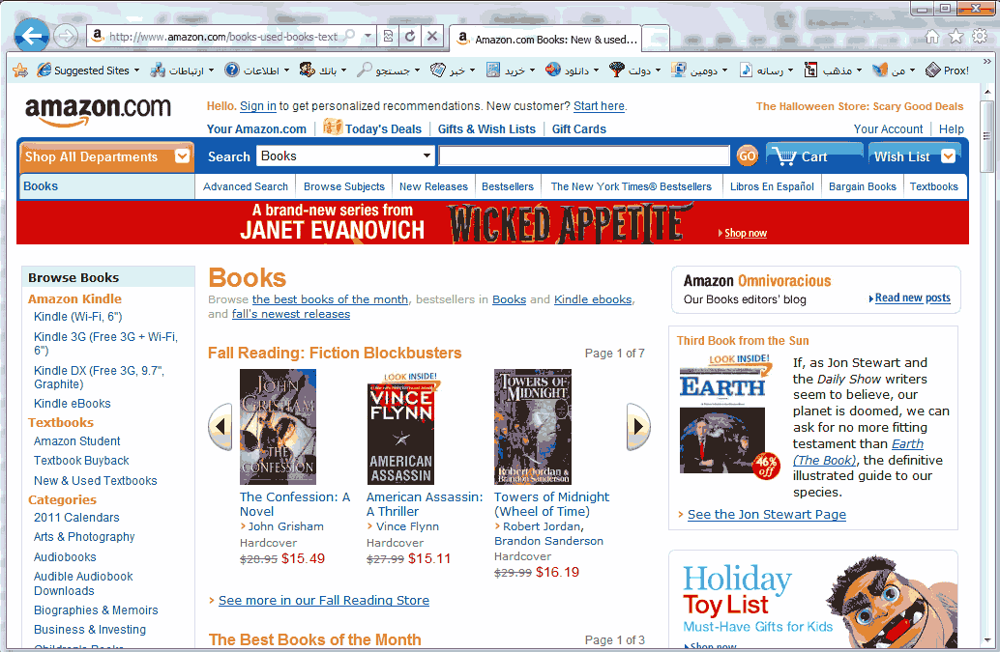 http://www.amazon.com/books-used-books-text
Amazon.com Books: New & used...
Suggested Sites
ارتباطات
اطلاعات
بانك
جستجو
خبر
خريد
دانلود
دولت
دومين
رسانه
مذهب
من
Prox!
amazon.com
Hello. Sign in to get personalized recommendations. New customer? Start here.
The Halloween Store: Scary Good Deals
Your Amazon.com
Today's Deals
Gifts & Wish Lists
Gift Cards
Your Account
Help
Shop All Departments
Search
Books
GO
Cart
Wish List
Books
Advanced Search
Browse Subjects
New Releases
Bestsellers
The New York Times® Bestsellers
Libros En Español
Bargain Books
Textbooks
A brand-new series from
JANET EVANOVICH
WICKED APPETITE
Shop now
Browse Books
Amazon Kindle
Kindle (Wi-Fi, 6")
Kindle 3G (Free 3G + Wi-Fi,
6")
Kindle DX (Free 3G, 9.7",
Graphite)
Kindle eBooks
Textbooks
Amazon Student
Textbook Buyback
New & Used Textbooks
Categories
2011 Calendars
Arts & Photography
Audiobooks
Audible Audiobook
Downloads
Biographies & Memoirs
Business & Investing
Children's Books
Books
Browse the best books of the month, bestsellers in Books and Kindle ebooks,
and fall's newest releases
Fall Reading: Fiction Blockbusters
Page 1 of 7
JOHN
GRISHAM
THE
CONFESSION
The Confession: A
Novel
John Grisham
Hardcover
$28.95 $15.49
LOOK INSIDE!
VINCE
FLYNN
AMERICAN
ASSASSIN
American Assassin:
A Thriller
Vince Flynn
Hardcover
$27.99 $15.11
TOWERS OF
MIDNIGHT
Robert Jordan &
Brandon Sanderson
Towers of Midnight
(Wheel of Time)
Robert Jordan,
Brandon Sanderson
Hardcover
$29.99 $16.19
See more in our Fall Reading Store
The Best Books of the Month
Page 1 of 3
Amazon Omnivoracious
Our Books editors' blog
Read new posts
Third Book from the Sun
LOOK INSIDE!
EARTH
46%
off
If, as Jon Stewart and
the Daily Show writers
seem to believe, our
planet is doomed, we can
ask for no more fitting
testament than Earth
(The Book), the definitive
illustrated guide to our
species.
See the Jon Stewart Page
Holiday
Toy List
Must-Have Gifts for Kids
Shop now